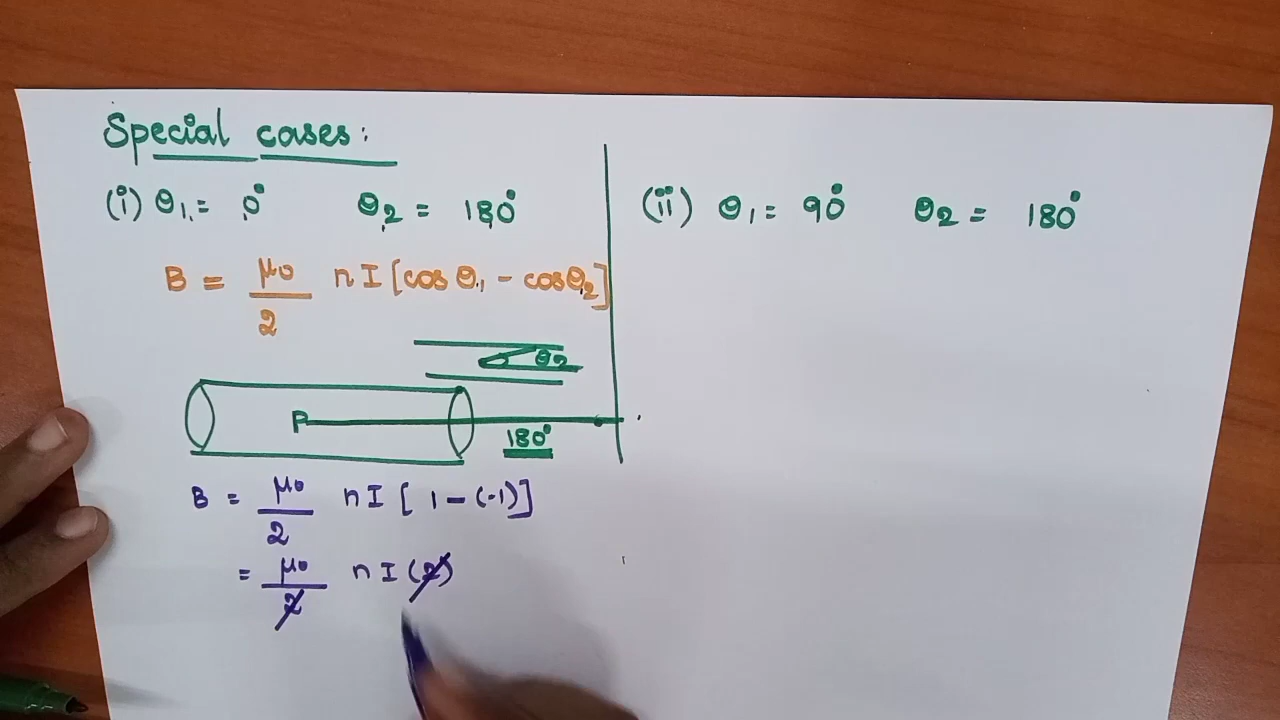 Special cases:
(i) θ₁ = 0° θ₂ = 180°
B = μ₀/2 nI [cos θ₁ - cos θ₂]
θ₂
P
180°
B = μ₀/2 nI [1 - (-1)]
= μ₀/2 nI (2)
(ii) θ₁ = 90° θ₂ = 180°